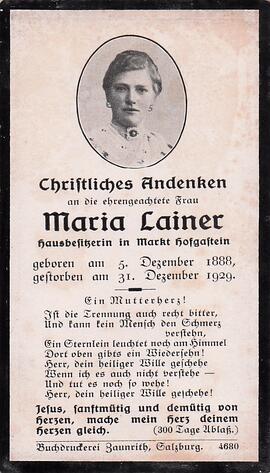 Christliches Andenken
an die ehrengeachtete Frau
Maria Lainer
Hausbesitzerin in Markt Hofgastein
geboren am 5. Dezember 1888,
gestorben am 31. Dezember 1929.
Ein Mutterherz!
Ist die Trennung auch recht bitter,
Und kann kein Mensch den Schmerz
verstehn,
Ein Sternlein leuchtet noch am Himmel
Dort oben gibts ein Wiedersehn!
Herr, dein heiliger Wille geschehe
Wenn ich es auch nicht verstehe –
Und tut es noch so wehe!
Herr, dein heiliger Wille geschehe
Jesus, sanftmütig und demütig von
Herzen, mache mein Herz deinem
Herzen gleich. (300 Tage Ablaß.)
Buchdruckerei Zaunrith, Salzburg. 4680